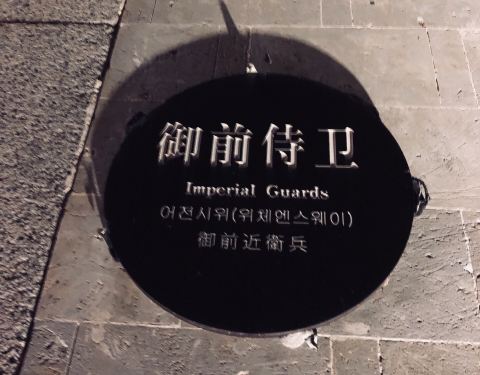 御前侍卫
Imperial Guards
어전시위(위체엔스웨이)
御前近衛兵